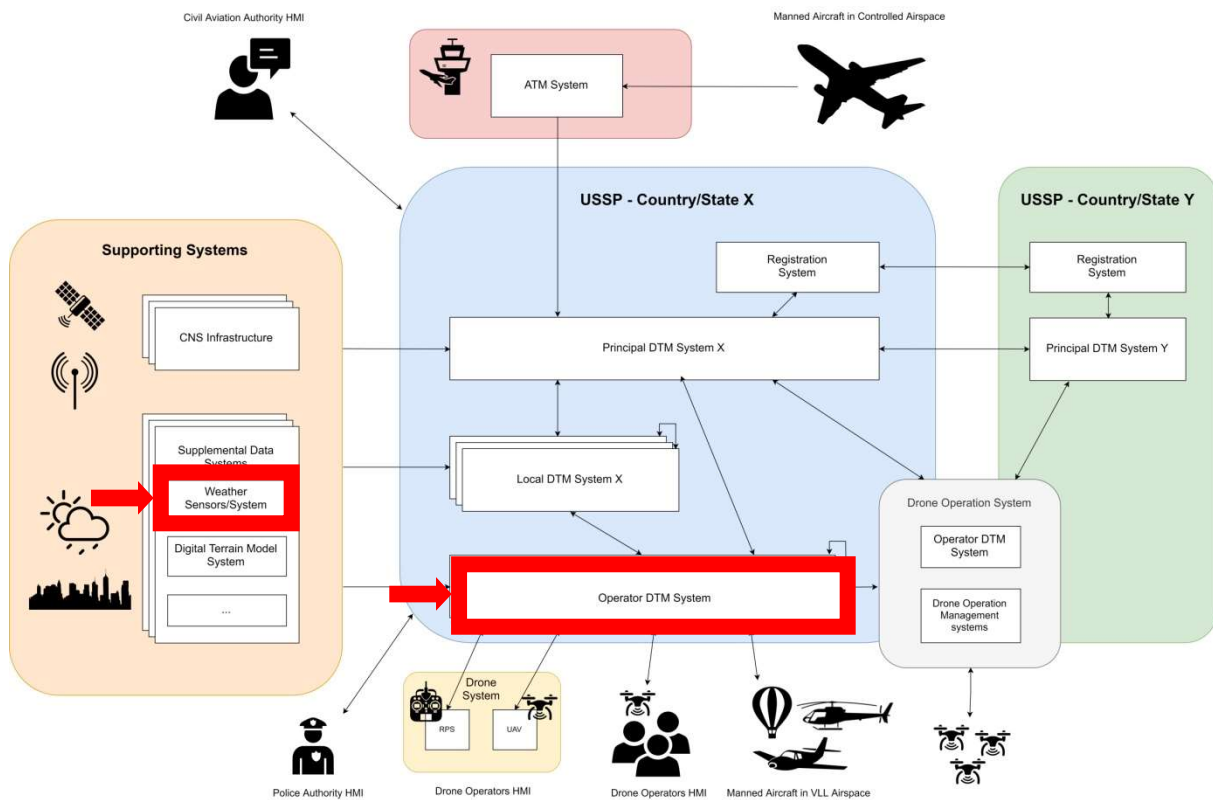 Civil Aviation Authority HMI
Manned Aircraft in Controlled Airspace
ATM System
USSP - Country/State X
USSP - Country/State Y
Supporting Systems
Registration
System
Registration
System
CNS Infrastructure
Principal DTM System X
Principal DTM System Y
Supplemental Data
Systems
Weather
Sensors/System
Local DTM System X
Drone Operation System
Digital Terrain Model
System
Operator DTM
System
...
Operator DTM System
Drone Operation
Management
systems
Drone
System
RPS
UAV
Police Authority HMI
Drone Operators HMI
Drone Operators HMI
Manned Aircraft in VLL Airspace